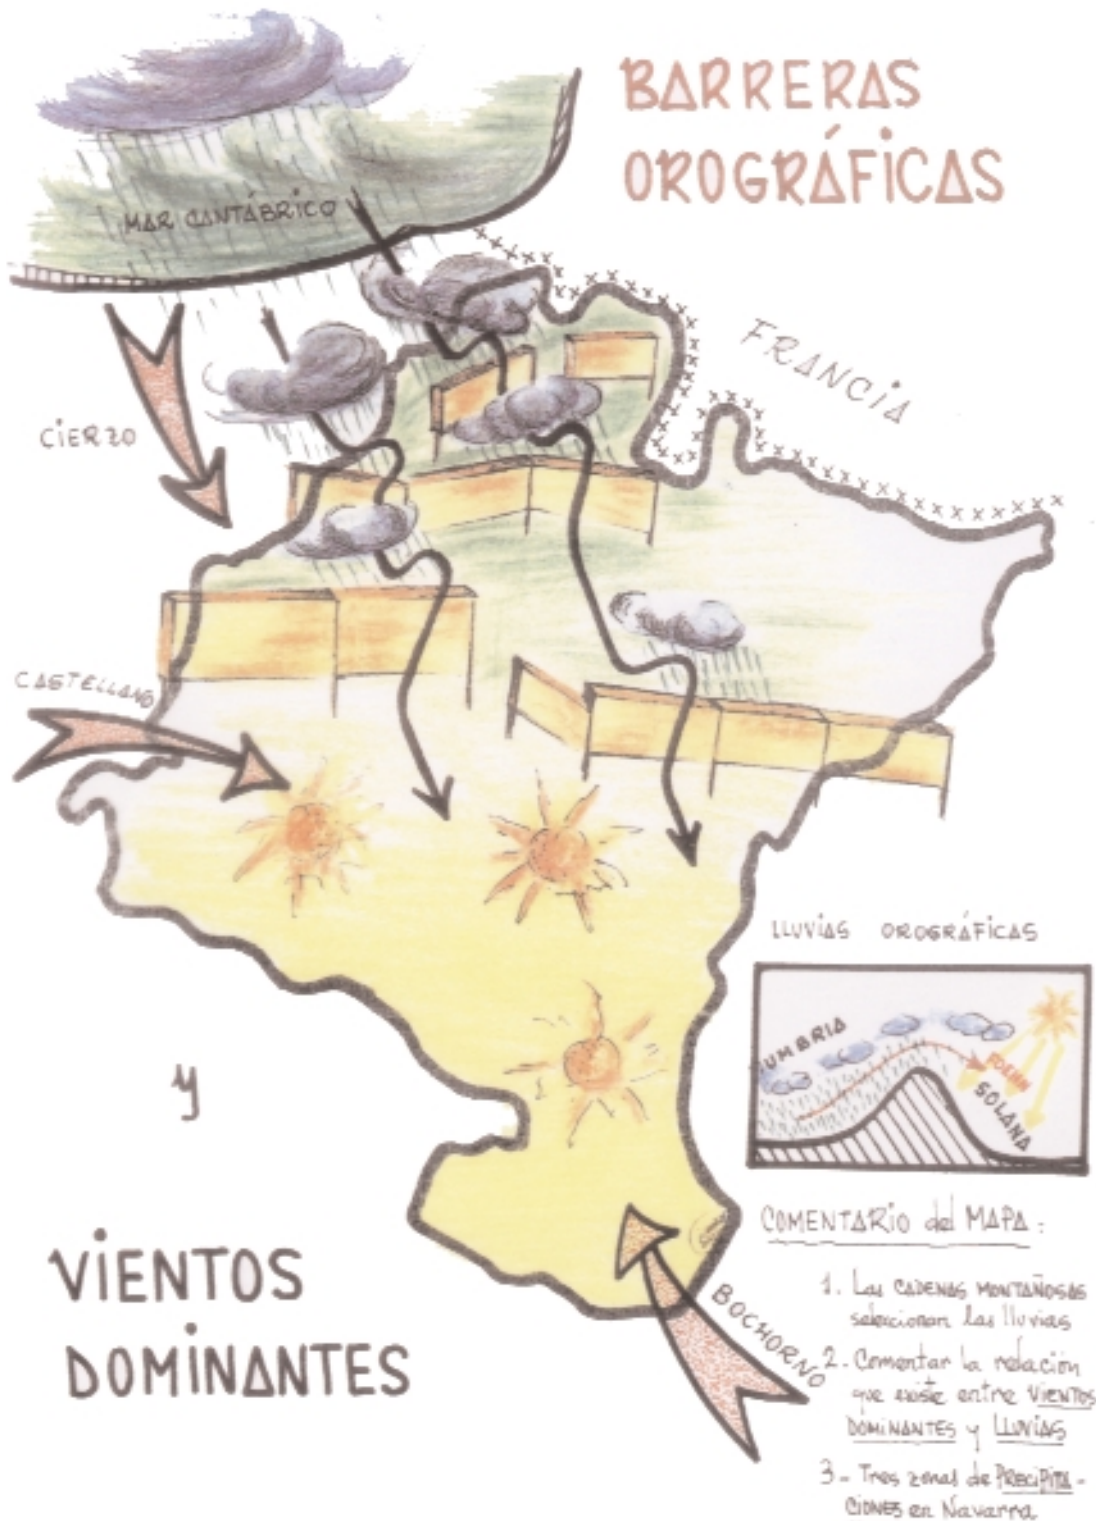 BARRERAS
OROGRÁFICAS
MAR CANTÁBRICO
FRANCIA
CIERZO
CASTELLANO
LLUVIAS OROGRÁFICAS
UMBRIA
FOEHN
SOLANA
y
VIENTOS
DOMINANTES
BOCHORNO
COMENTARIO del MAPA:
1. Las CADENAS MONTAÑOSAS
seleccionan las lluvias
2. Comentar la relación
que existe entre VIENTOS
DOMINANTES y LLUVIAS
3- Tres zonas de PRECIPITA-
CIONES en Navarra